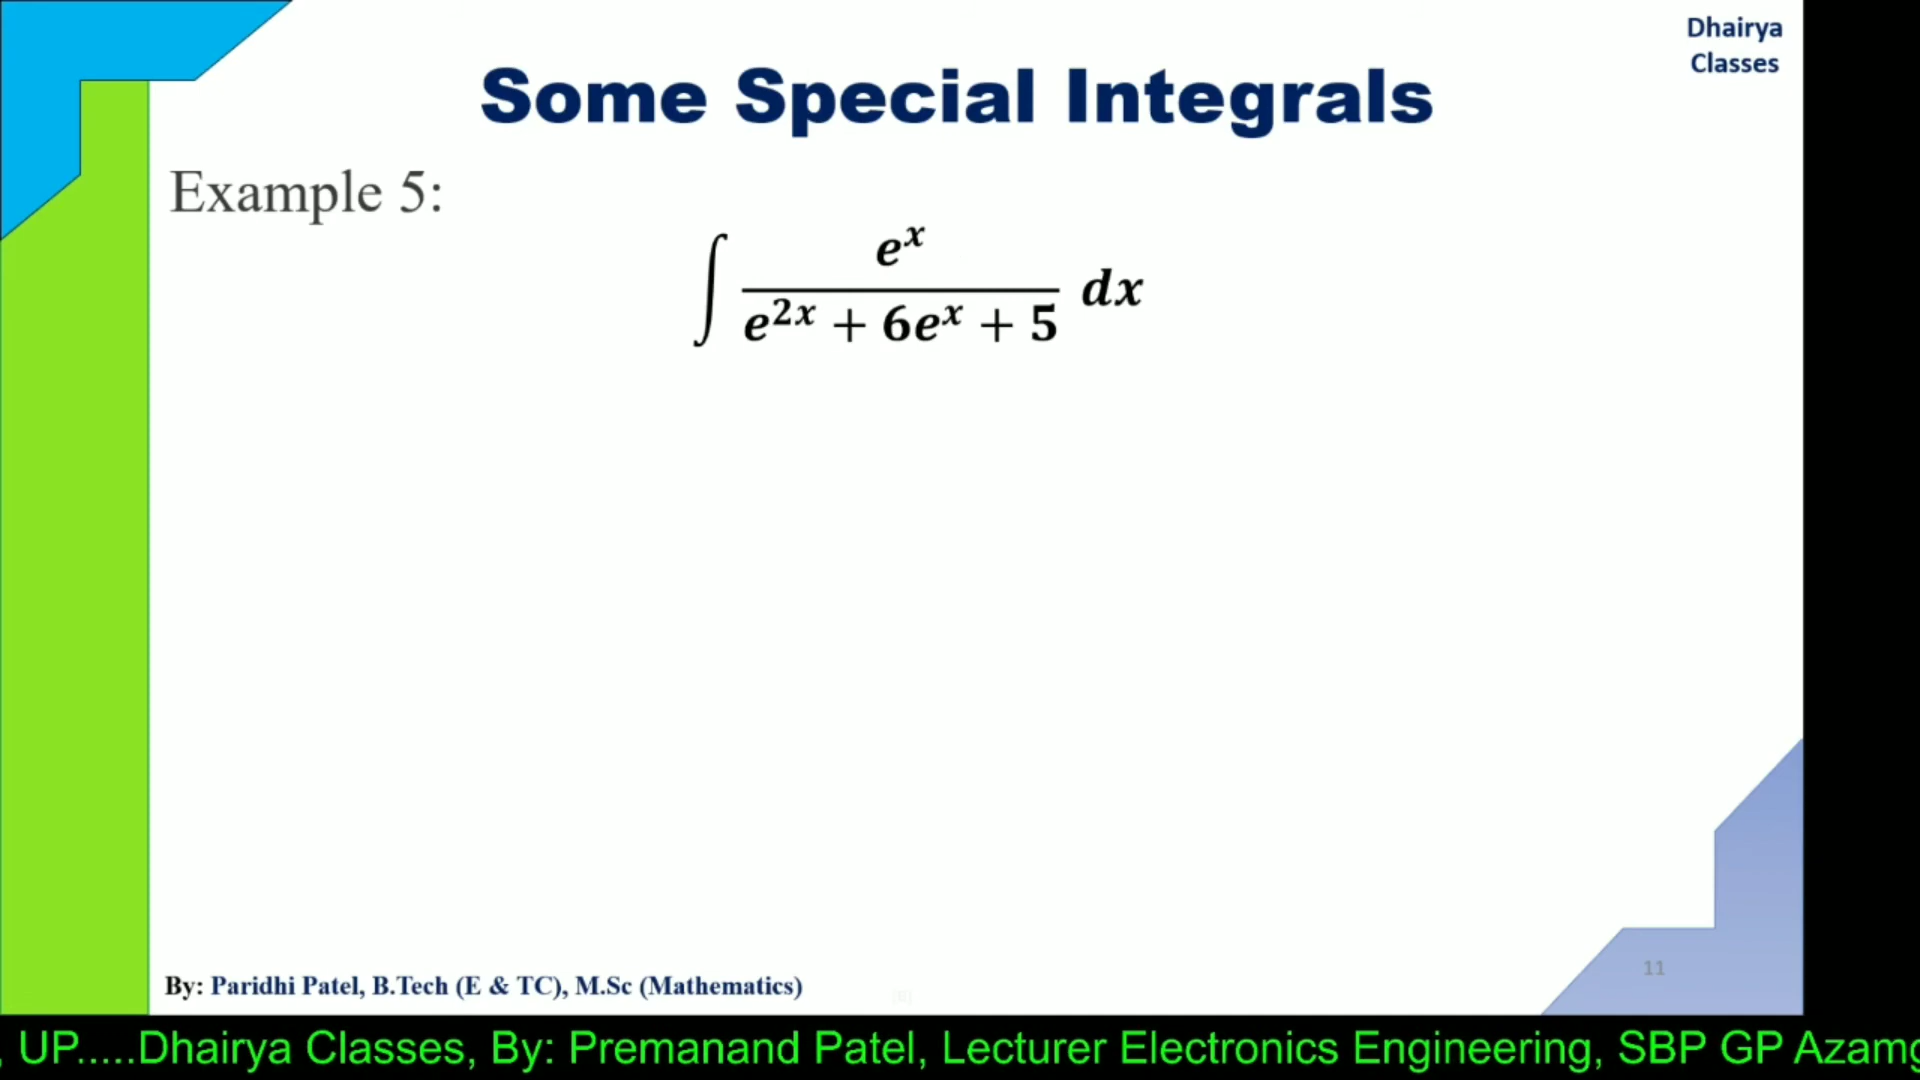 Dhairya
Classes
Some Special Integrals
Example 5:
∫ e^x / (e^{2x} + 6e^x + 5) dx
By: Paridhi Patel, B.Tech (E & TC), M.Sc (Mathematics)
11
, UP.....Dhairya Classes, By: Premanand Patel, Lecturer Electronics Engineering, SBP GP Azamg